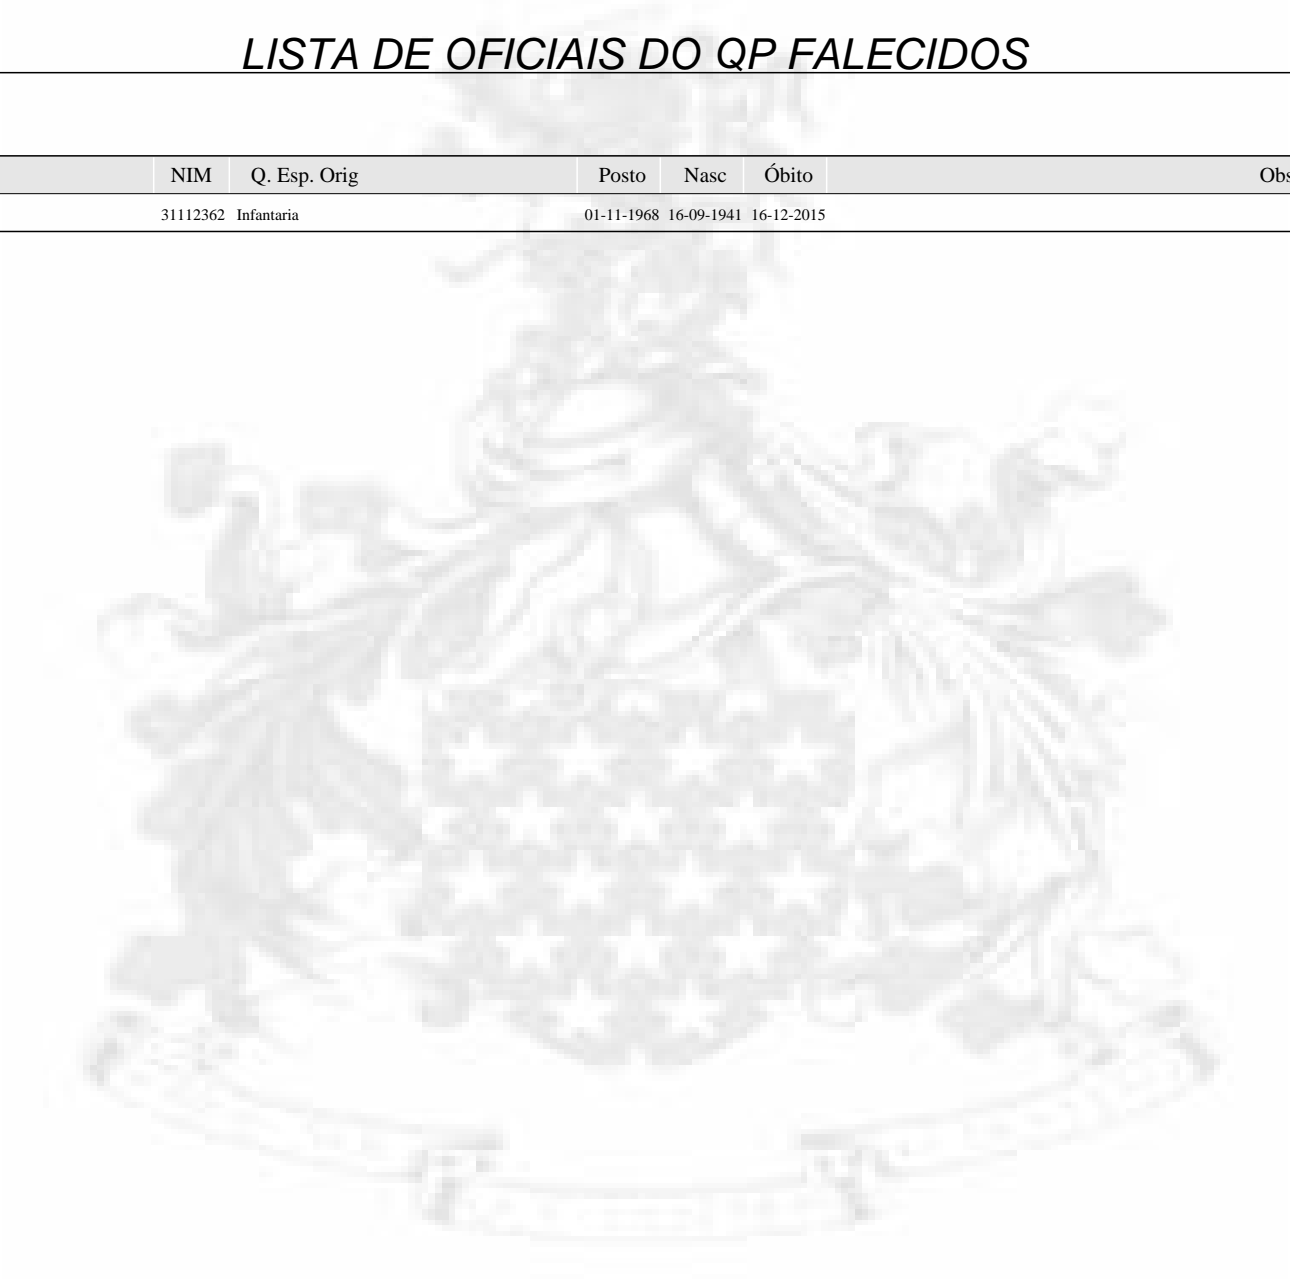 LISTA DE OFICIAIS DO QP FALECIDOS
NIM Q. Esp. Orig Posto Nasc Óbito Obs
31112362 Infantaria 01-11-1968 16-09-1941 16-12-2015